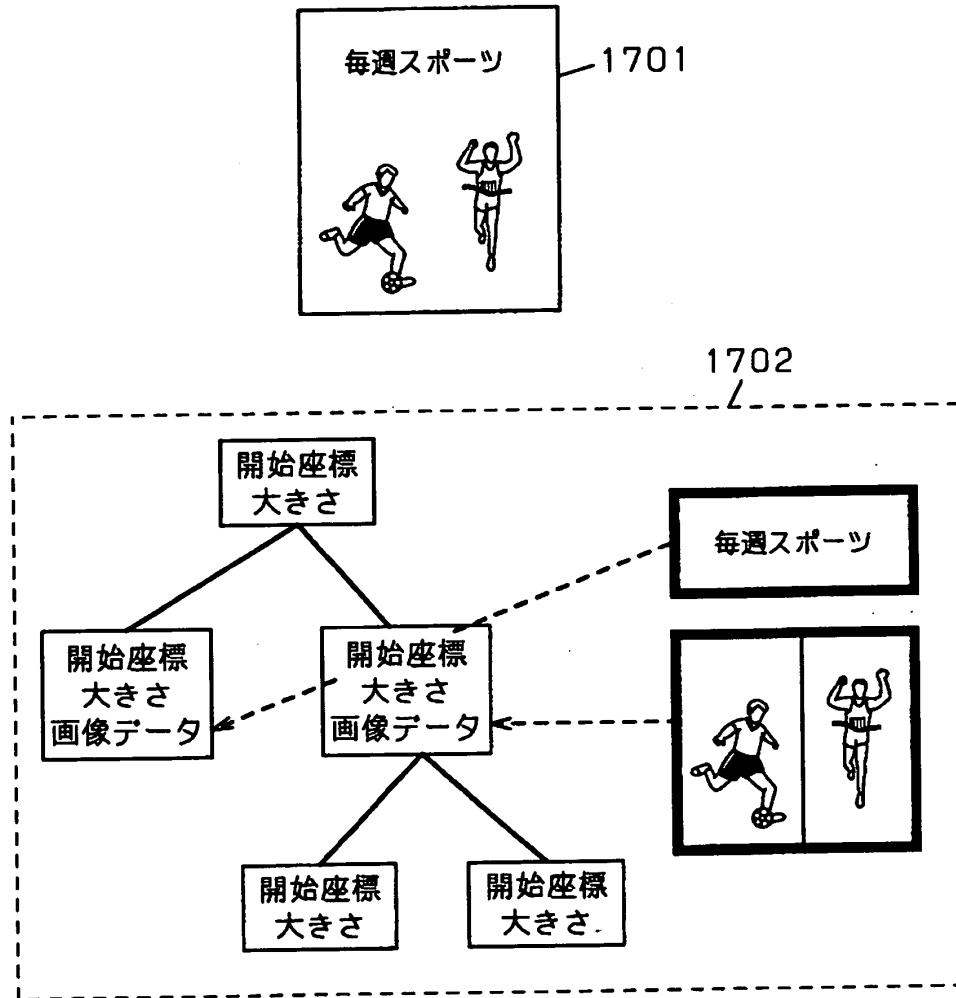 毎週スポーツ
1701
1702
開始座標
大きさ
毎週スポーツ
開始座標
大きさ
画像データ
開始座標
大きさ
画像データ
開始座標
大きさ
開始座標
大きさ